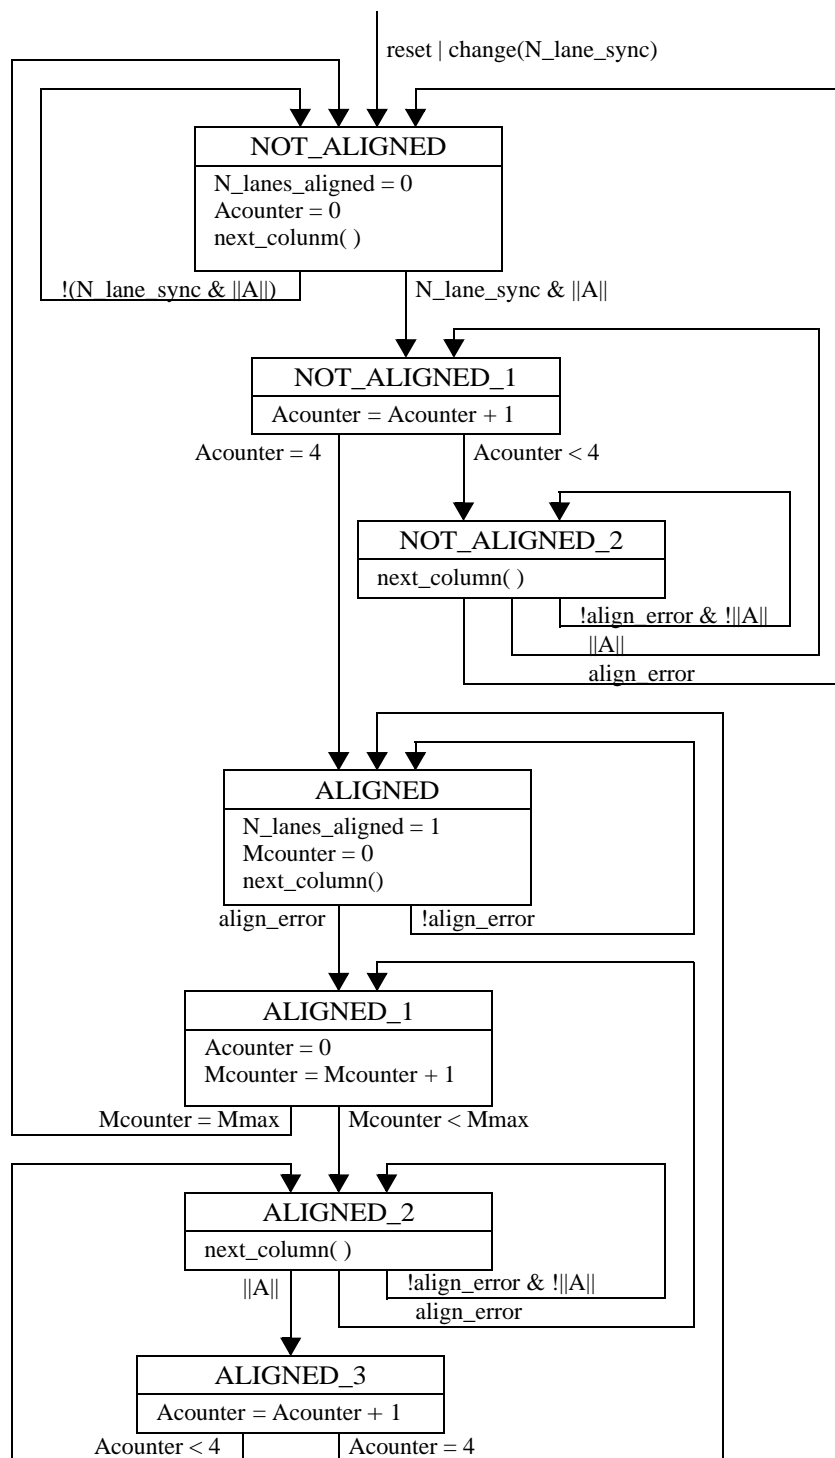 reset | change(N_lane_sync)
NOT_ALIGNED
N_lanes_aligned = 0
Acounter = 0
next_colunm( )
!(N_lane_sync & ||A||)
N_lane_sync & ||A||
NOT_ALIGNED_1
Acounter = Acounter + 1
Acounter = 4
Acounter < 4
NOT_ALIGNED_2
next_column( )
!align_error & !||A||
||A||
align_error
ALIGNED
N_lanes_aligned = 1
Mcounter = 0
next_column()
align_error
!align_error
ALIGNED_1
Acounter = 0
Mcounter = Mcounter + 1
Mcounter = Mmax
Mcounter < Mmax
ALIGNED_2
next_column( )
||A||
!align_error & !||A||
align_error
ALIGNED_3
Acounter = Acounter + 1
Acounter < 4
Acounter = 4